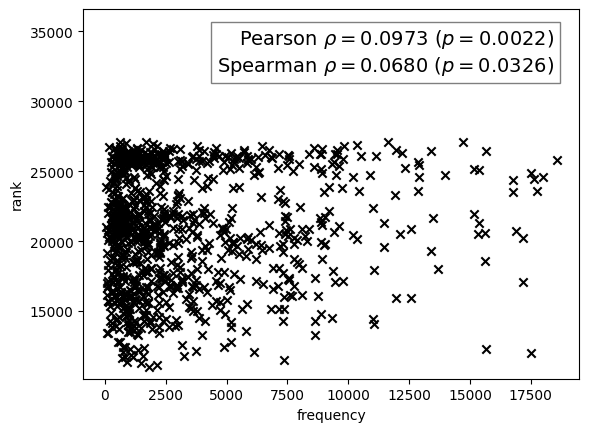 Pearson ρ = 0.0973 (p = 0.0022)
Spearman ρ = 0.0680 (p = 0.0326)
35000
30000
25000
20000
15000
rank
0 2500 5000 7500 10000 12500 15000 17500
frequency